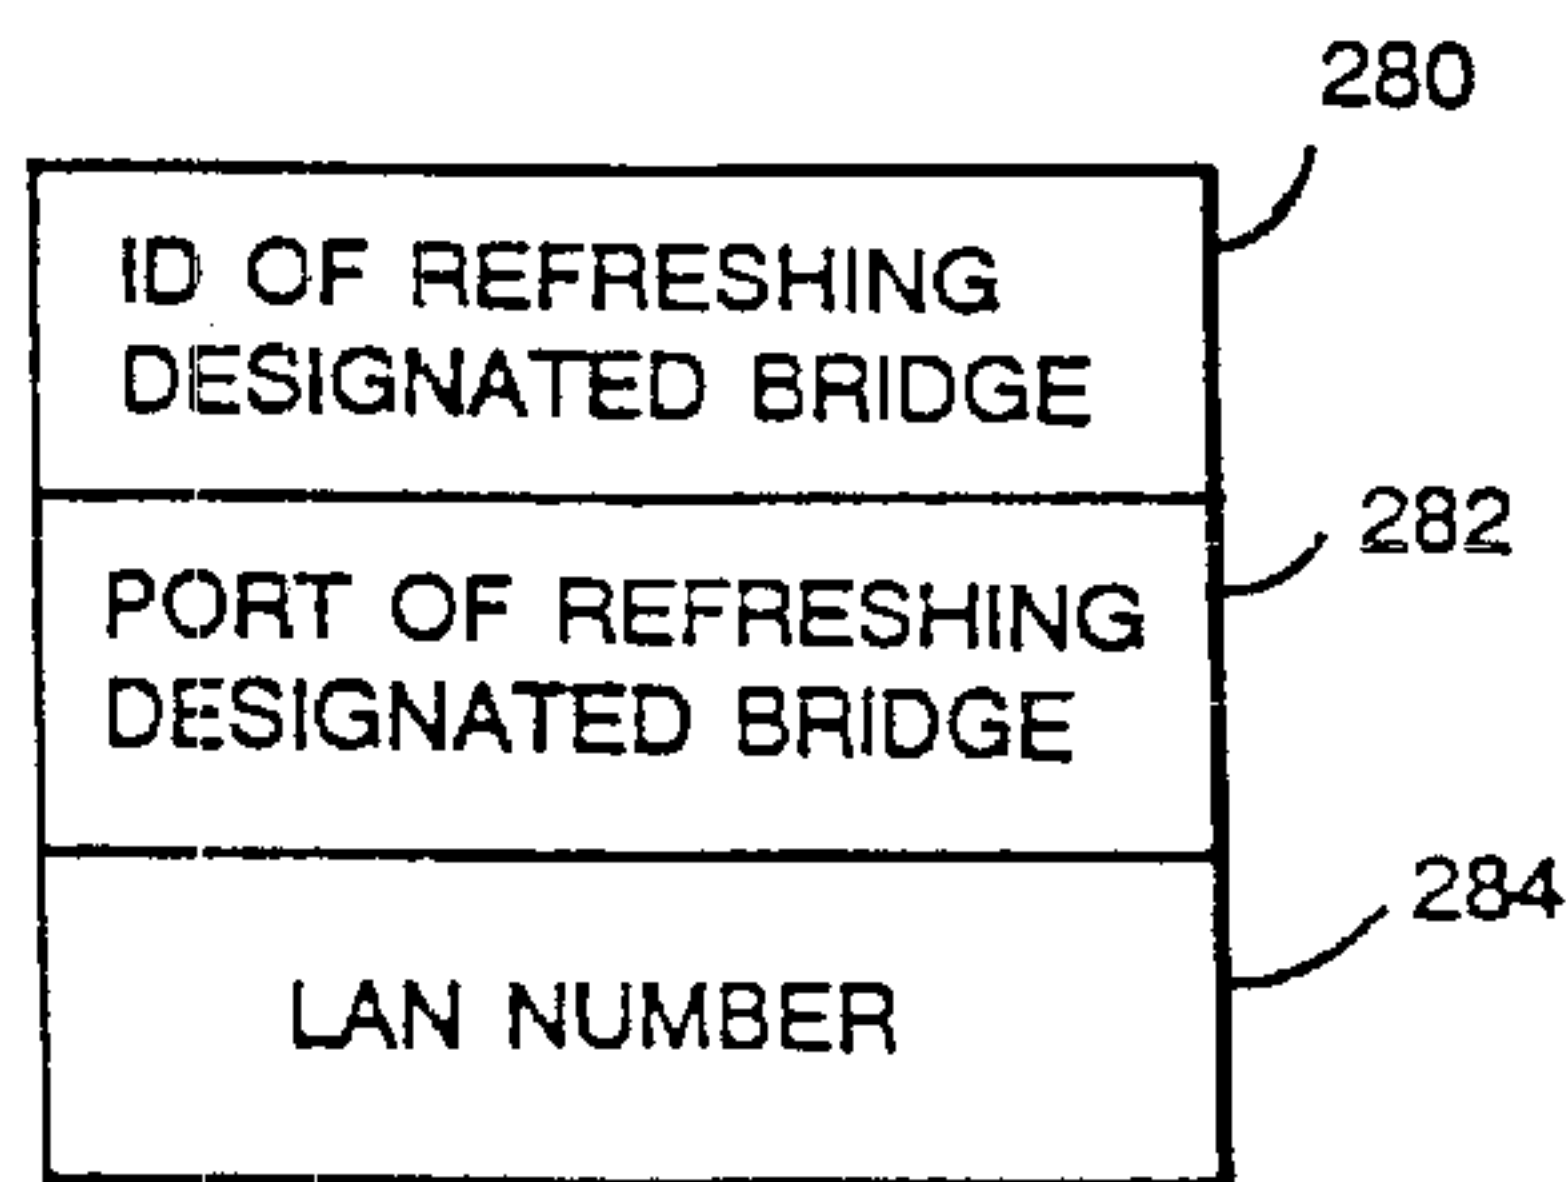 280
ID OF REFRESHING
DESIGNATED BRIDGE
282
PORT OF REFRESHING
DESIGNATED BRIDGE
284
LAN NUMBER